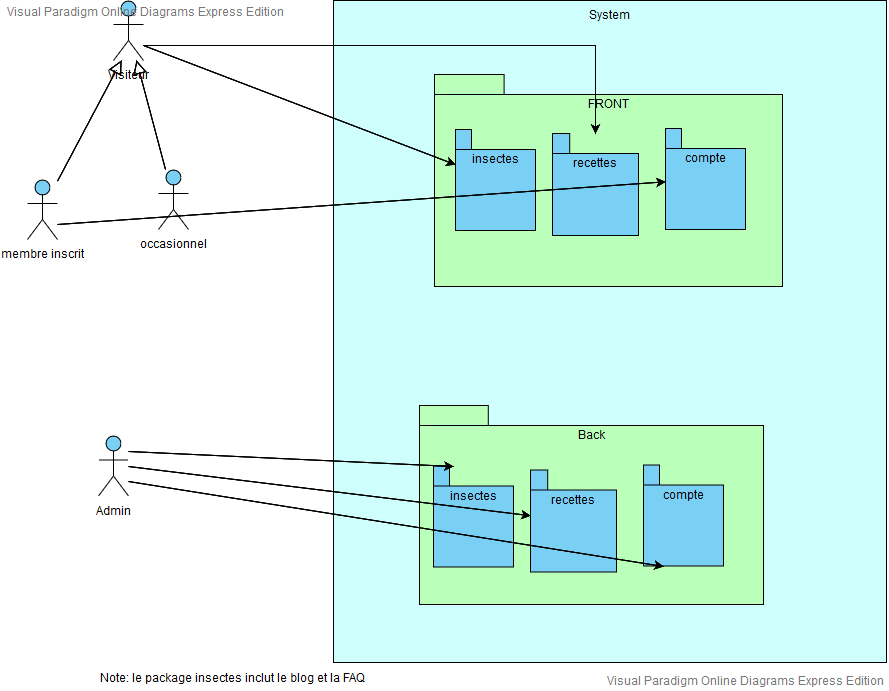 Visual Paradigm Online Diagrams Express Edition
System
Visiteur
FRONT
insectes
recettes
compte
membre inscrit
occasionnel
Back
insectes
recettes
compte
Admin
Note: le package insectes inclut le blog et la FAQ
Visual Paradigm Online Diagrams Express Edition